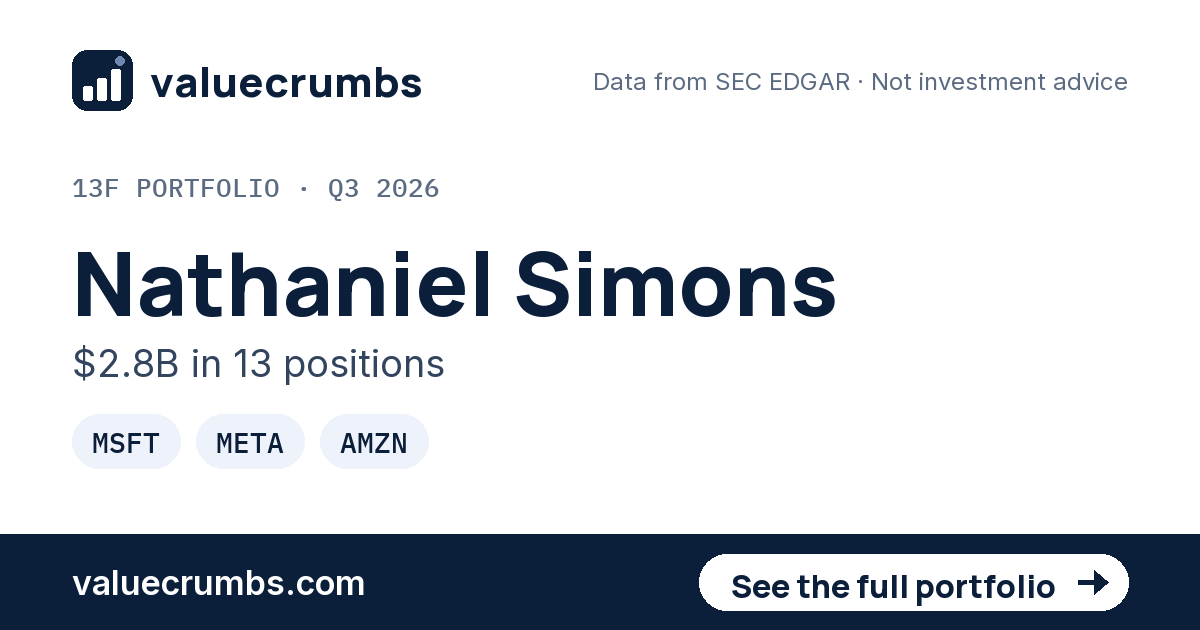 valuecrumbs
Data from SEC EDGAR · Not investment advice
13F PORTFOLIO · Q3 2026
Nathaniel Simons
$2.8B in 13 positions
MSFT META AMZN
valuecrumbs.com
See the full portfolio →